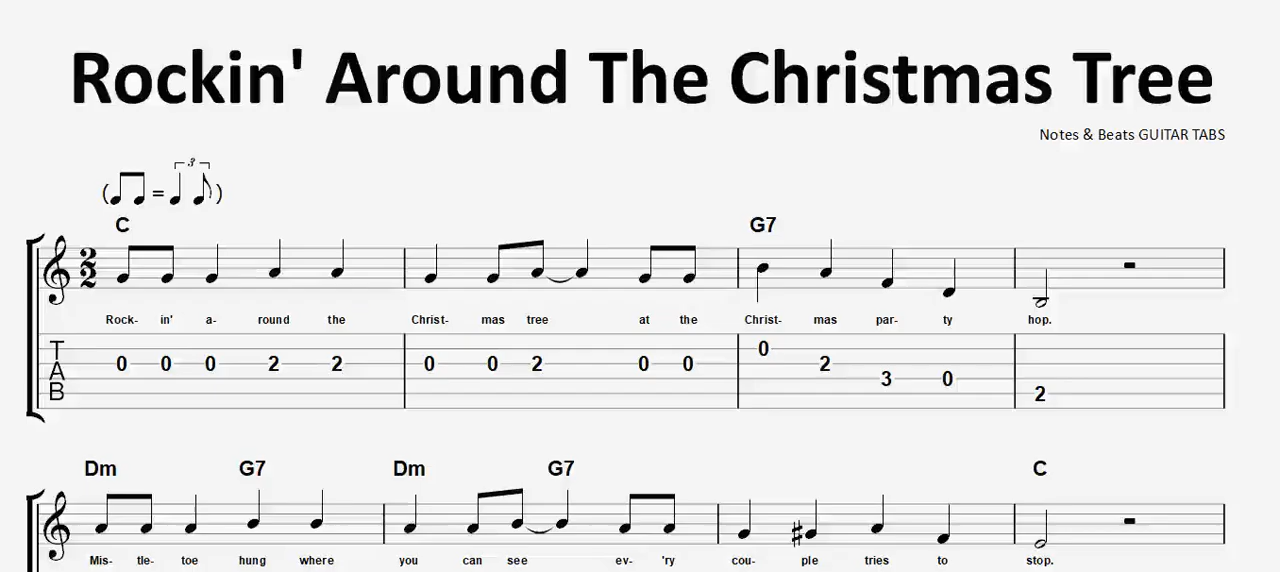 Rockin' Around The Christmas Tree
Notes & Beats GUITAR TABS
( = 3 )
C G7
2
2
Rock- in' a- round the Christ- mas tree at the Christ- mas par- ty hop.
T
A
B
0 0 0 2 2 0 0 2 0 0 0 2 3 0 2
Dm G7 Dm G7 C
Mis- tle- toe hung where you can see ev- 'ry cou- ple tries to stop.